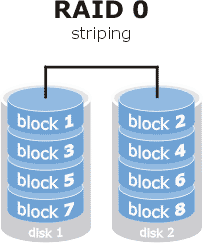 RAID 0
striping
block 1
block 3
block 5
block 7
disk 1
block 2
block 4
block 6
block 8
disk 2